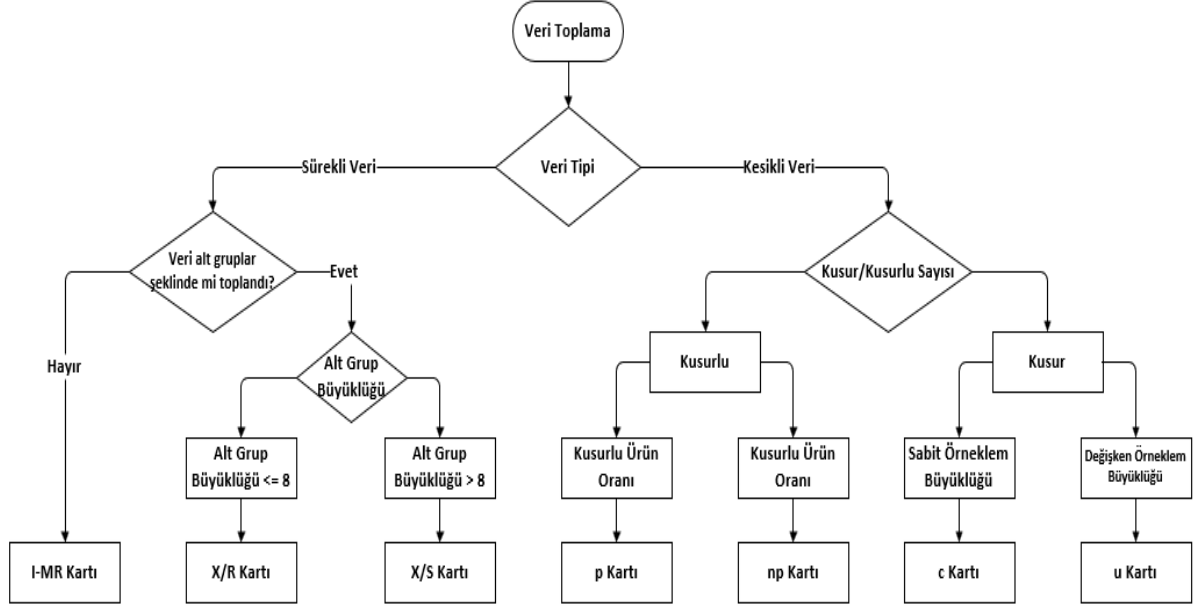 Veri Toplama
Sürekli Veri
Veri Tipi
Kesikli Veri
Veri alt gruplar
şeklinde mi toplandı?
Evet
Kusur/Kusurlu Sayısı
Hayır
Alt Grup
Büyüklüğü
Kusurlu
Kusur
Alt Grup
Büyüklüğü <= 8
Alt Grup
Büyüklüğü > 8
Kusurlu Ürün
Oranı
Kusurlu Ürün
Oranı
Sabit Örneklem
Büyüklüğü
Değişken Örneklem
Büyüklüğü
I-MR Kartı
X/R Kartı
X/S Kartı
p Kartı
np Kartı
c Kartı
u Kartı